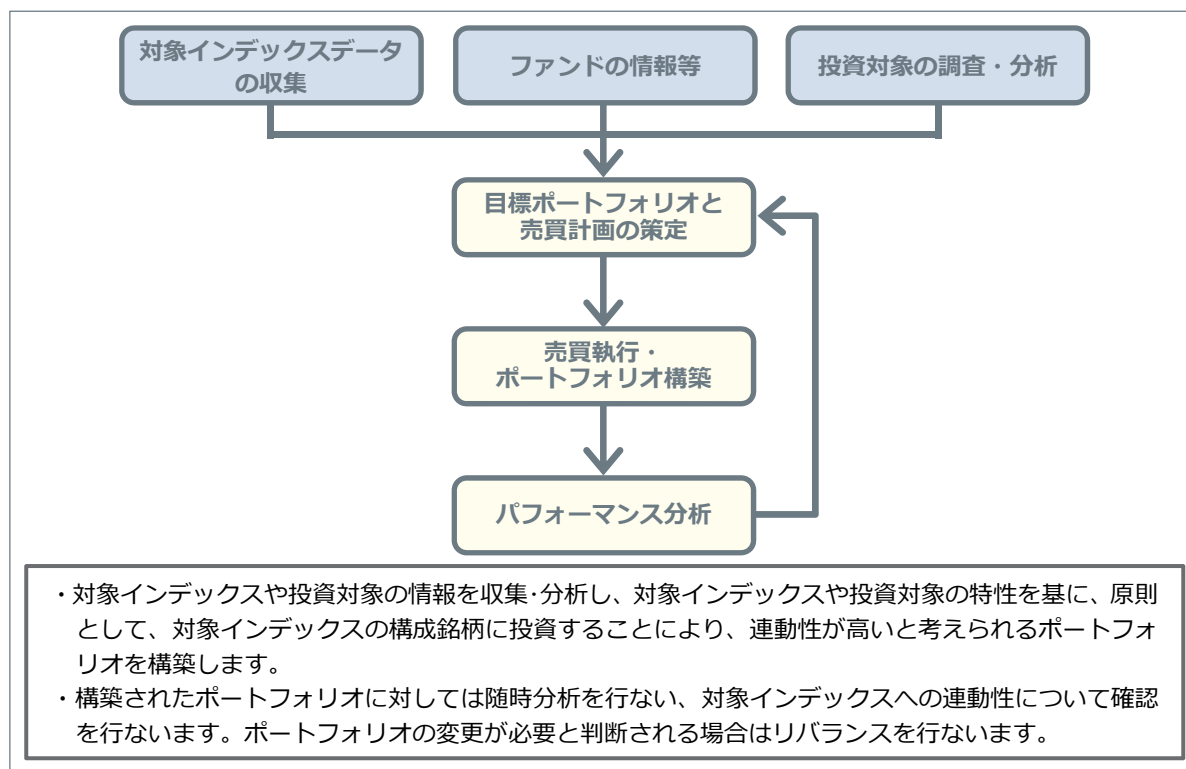 対象インデックスデータ
の収集
ファンドの情報等
投資対象の調査・分析
目標ポートフォリオと
売買計画の策定
売買執行・
ポートフォリオ構築
パフォーマンス分析
・対象インデックスや投資対象の情報を収集･分析し、対象インデックスや投資対象の特性を基に、原則
として、対象インデックスの構成銘柄に投資することにより、連動性が高いと考えられるポートフォ
リオを構築します。
・構築されたポートフォリオに対しては随時分析を行ない、対象インデックスへの連動性について確認
を行ないます。ポートフォリオの変更が必要と判断される場合はリバランスを行ないます。